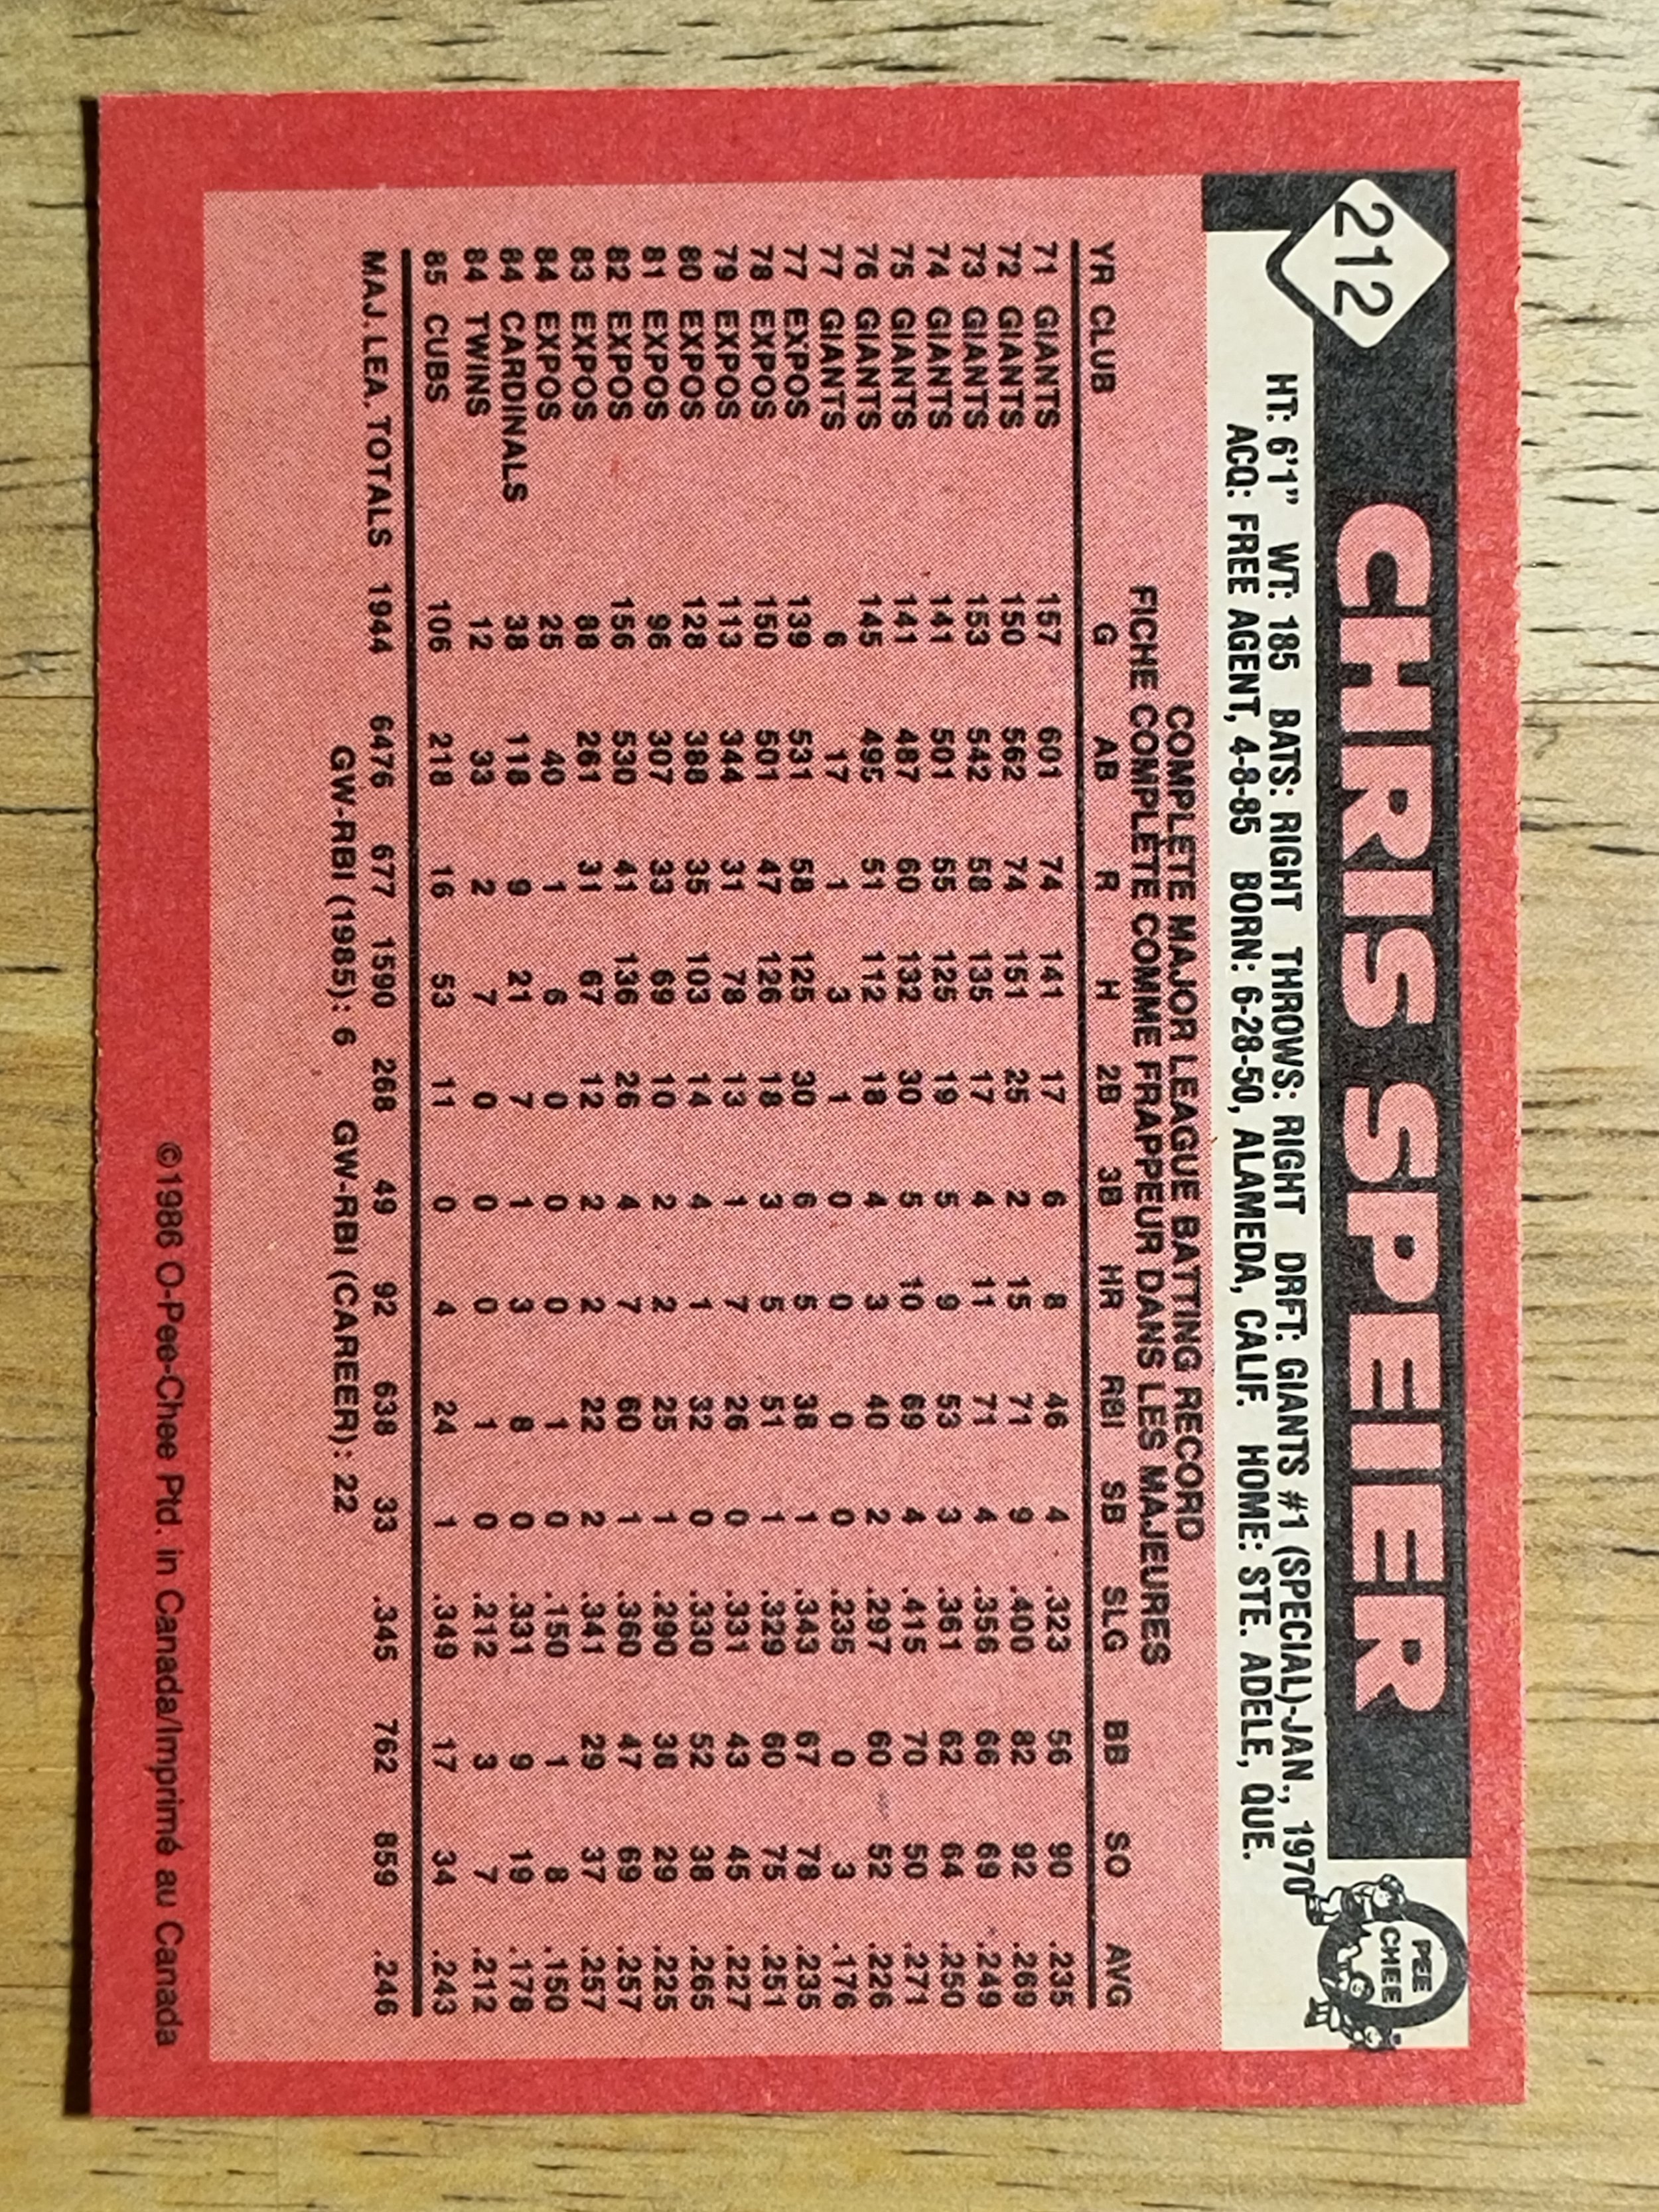 212 CHRIS SPEIER
PEE
CHEE
HT: 6'1" WT: 185 BATS: RIGHT THROWS: RIGHT DRFT: GIANTS #1 (SPECIAL)-JAN., 1970
ACQ: FREE AGENT, 4-8-85 BORN: 6-28-50, ALAMEDA, CALIF. HOME: STE. ADELE, QUE.
COMPLETE MAJOR LEAGUE BATTING RECORD
FICHE COMPLÈTE COMME FRAPPEUR DANS LES MAJEURES
YR CLUB G AB R H 2B 3B HR RBI SB SLG BB SO AVG
71 GIANTS 157 601 74 141 17 6 8 46 4 .323 56 90 .235
72 GIANTS 150 562 74 151 25 2 15 71 9 .400 82 92 .269
73 GIANTS 153 542 58 135 17 4 11 71 4 .356 66 69 .249
74 GIANTS 141 501 55 125 19 5 9 53 3 .361 62 64 .250
75 GIANTS 141 487 60 132 30 5 10 69 4 .415 70 50 .271
76 GIANTS 145 495 51 112 18 4 3 40 2 .297 60 52 .226
77 GIANTS 6 17 1 3 1 0 0 0 0 .235 0 3 .176
77 EXPOS 139 531 58 125 30 6 5 38 1 .343 67 78 .235
78 EXPOS 150 501 47 126 18 3 5 51 1 .329 60 75 .251
79 EXPOS 113 344 31 78 13 1 7 26 0 .331 43 45 .227
80 EXPOS 128 388 35 103 14 4 1 32 0 .330 52 38 .265
81 EXPOS 96 307 33 69 10 2 2 25 1 .290 38 29 .225
82 EXPOS 156 530 41 136 26 4 7 60 1 .360 47 69 .257
83 EXPOS 88 261 31 67 12 2 2 22 2 .341 29 37 .257
84 EXPOS 25 40 1 6 0 0 0 1 0 .150 1 8 .150
84 CARDINALS 38 118 9 21 7 1 3 8 0 .331 9 19 .178
84 TWINS 12 33 2 7 0 0 0 1 0 .212 3 7 .212
85 CUBS 106 218 16 53 11 0 4 24 1 .349 17 34 .243
MAJ. LEA. TOTALS 1944 6476 677 1590 268 49 92 638 33 .345 762 859 .246
GW-RBI (1985): 6 GW-RBI (CAREER): 22
©1986 O-Pee-Chee Ptd. in Canada/Imprimé au Canada